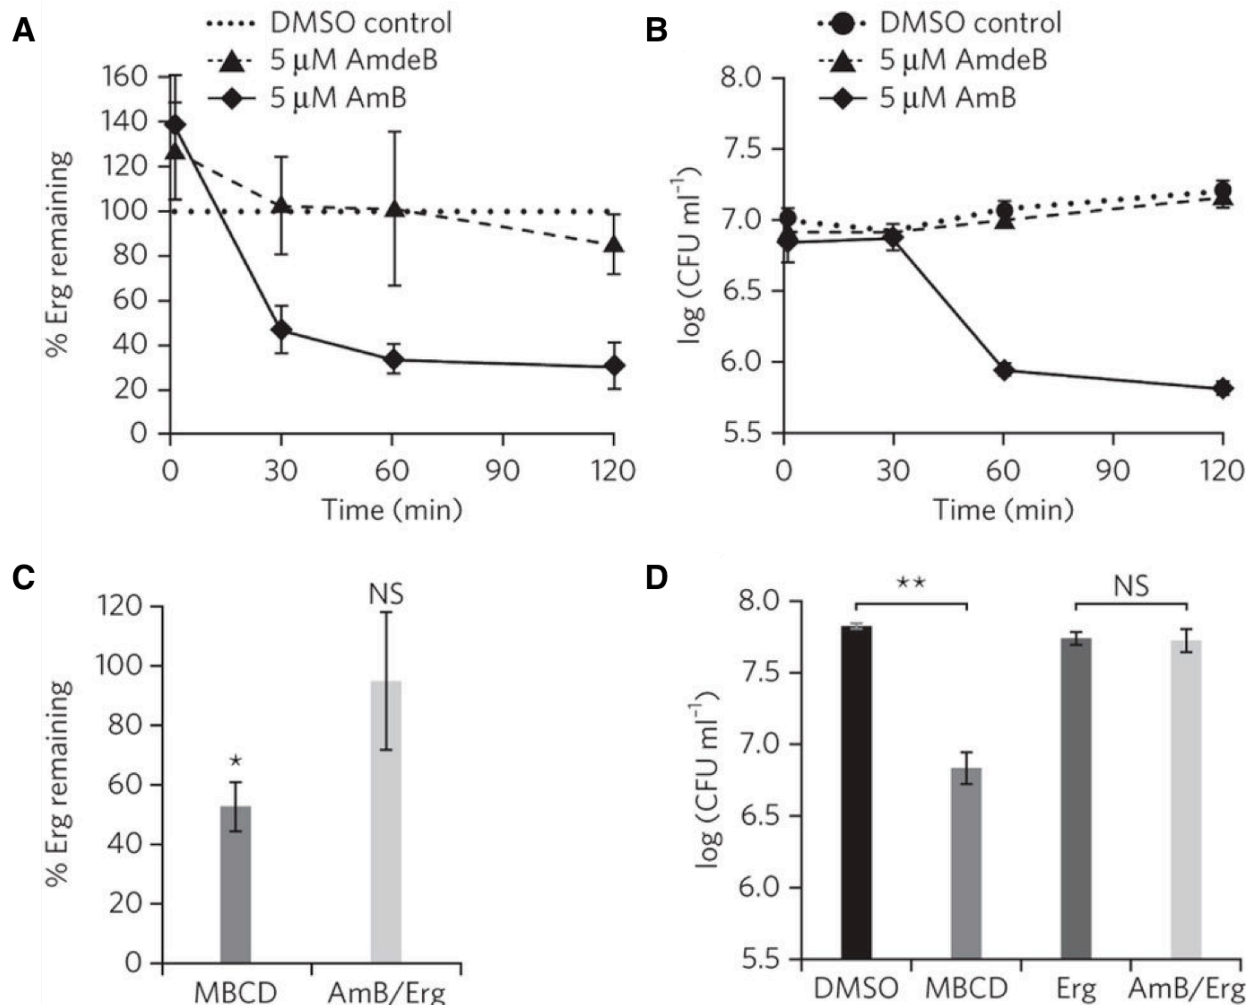 A
DMSO control
5 μM AmdeB
5 μM AmB
160
140
120
100
80
60
40
20
0
% Erg remaining
0 30 60 90 120
Time (min)
B
DMSO control
5 μM AmdeB
5 μM AmB
8.0
7.5
7.0
6.5
6.0
5.5
log (CFU ml⁻¹)
0 30 60 90 120
Time (min)
C
120
100
80
60
40
20
0
% Erg remaining
*
NS
MBCD AmB/Erg
D
8.0
7.5
7.0
6.5
6.0
5.5
log (CFU ml⁻¹)
** NS
DMSO MBCD Erg AmB/Erg